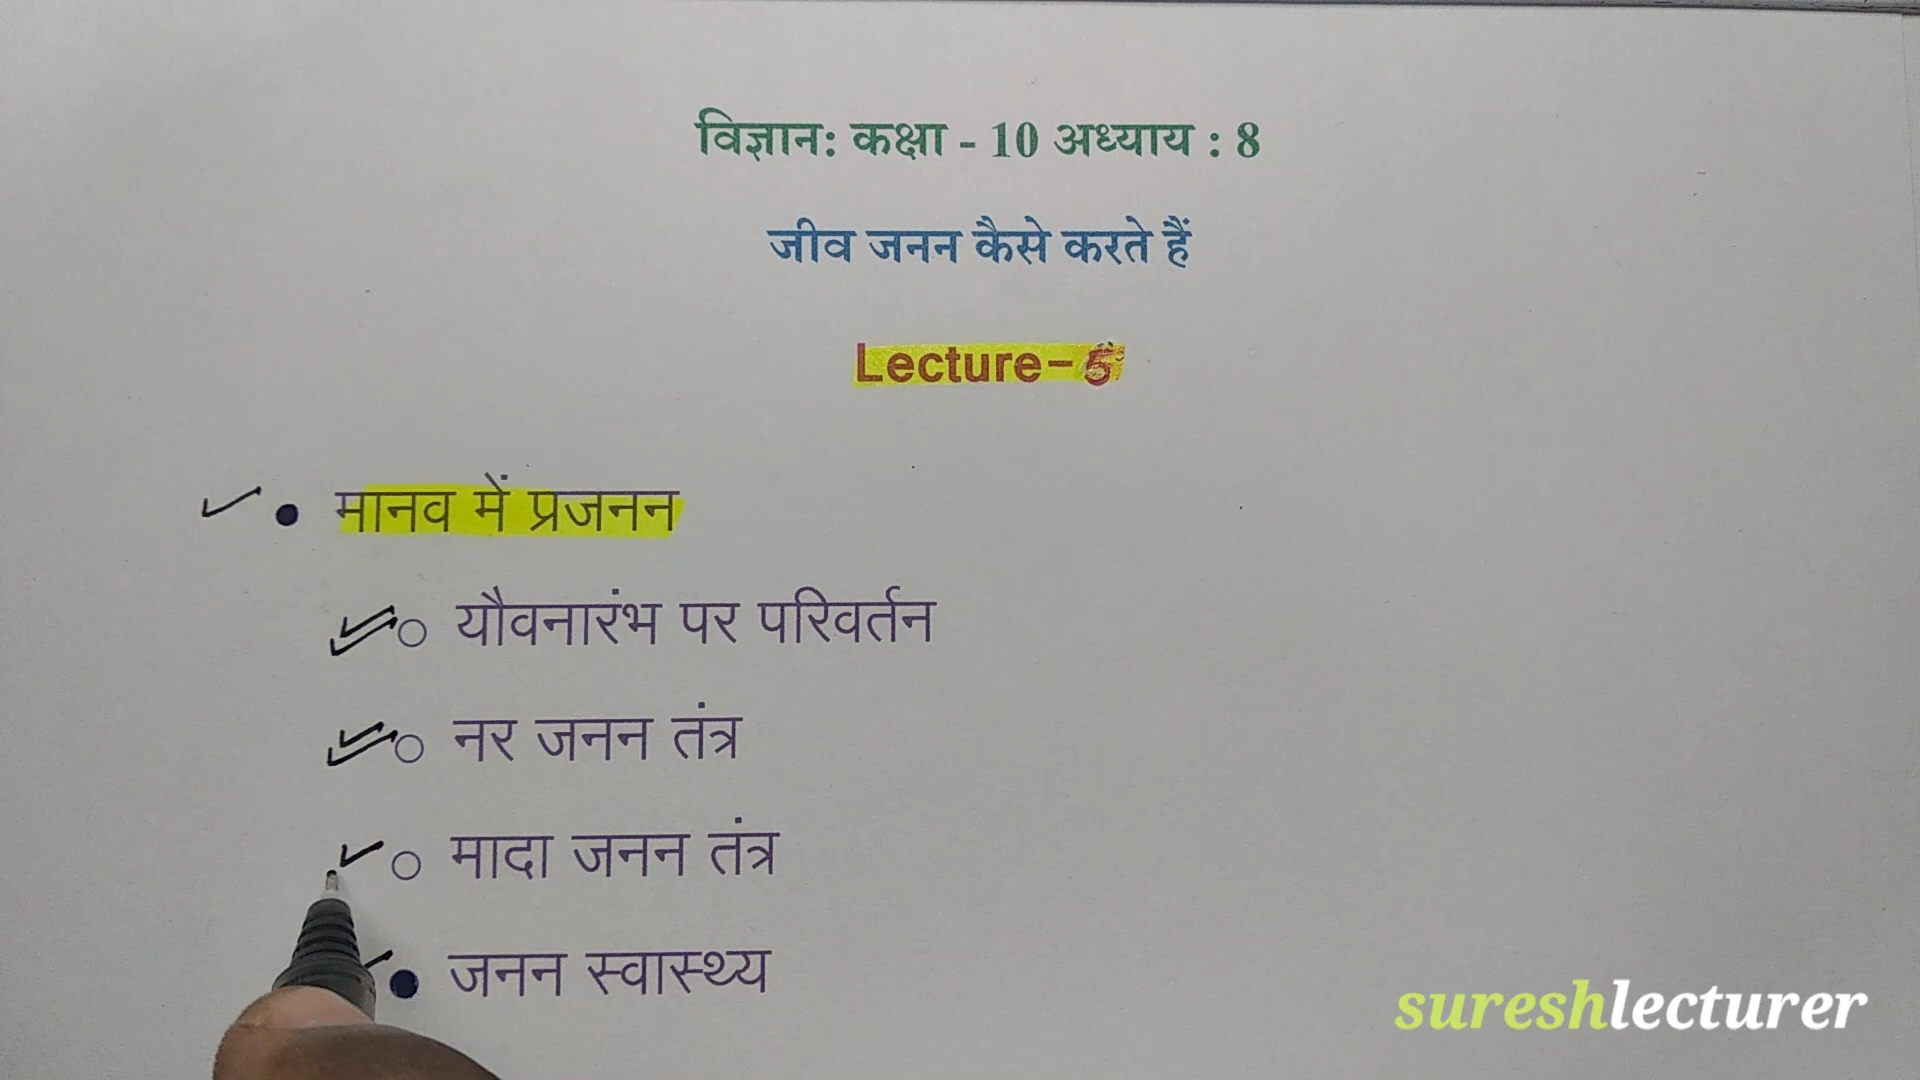 विज्ञान: कक्षा - 10 अध्याय : 8
जीव जनन कैसे करते हैं
Lecture-5
मानव में प्रजनन
यौवनारंभ पर परिवर्तन
नर जनन तंत्र
मादा जनन तंत्र
जनन स्वास्थ्य
sureshlecturer